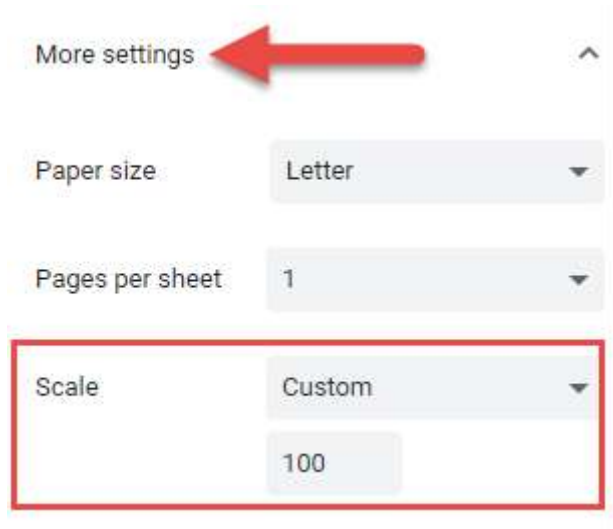 More settings
Paper size Letter
Pages per sheet 1
Scale Custom
100